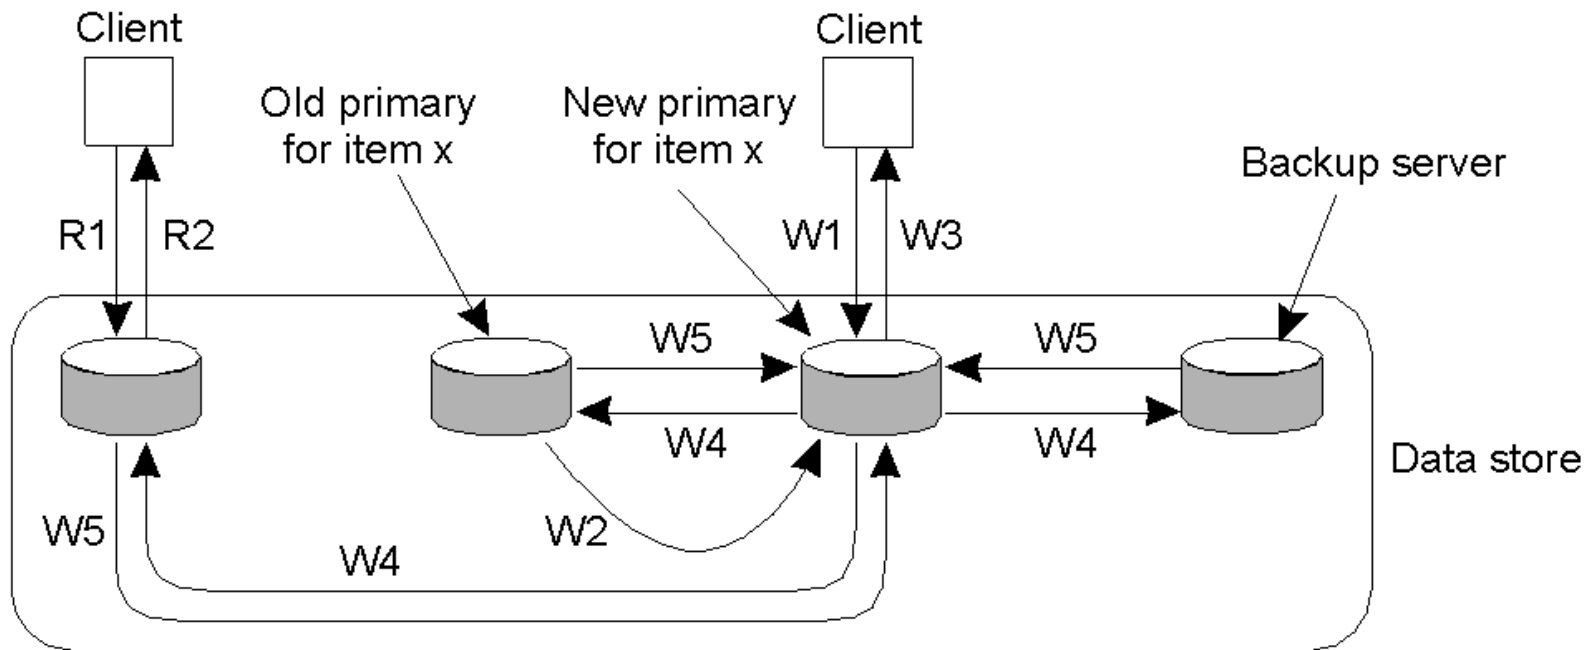 Client
Client
Old primary
for item x
New primary
for item x
Backup server
R1
R2
W1
W3
W5
W5
W4
W4
Data store
W5
W2
W4